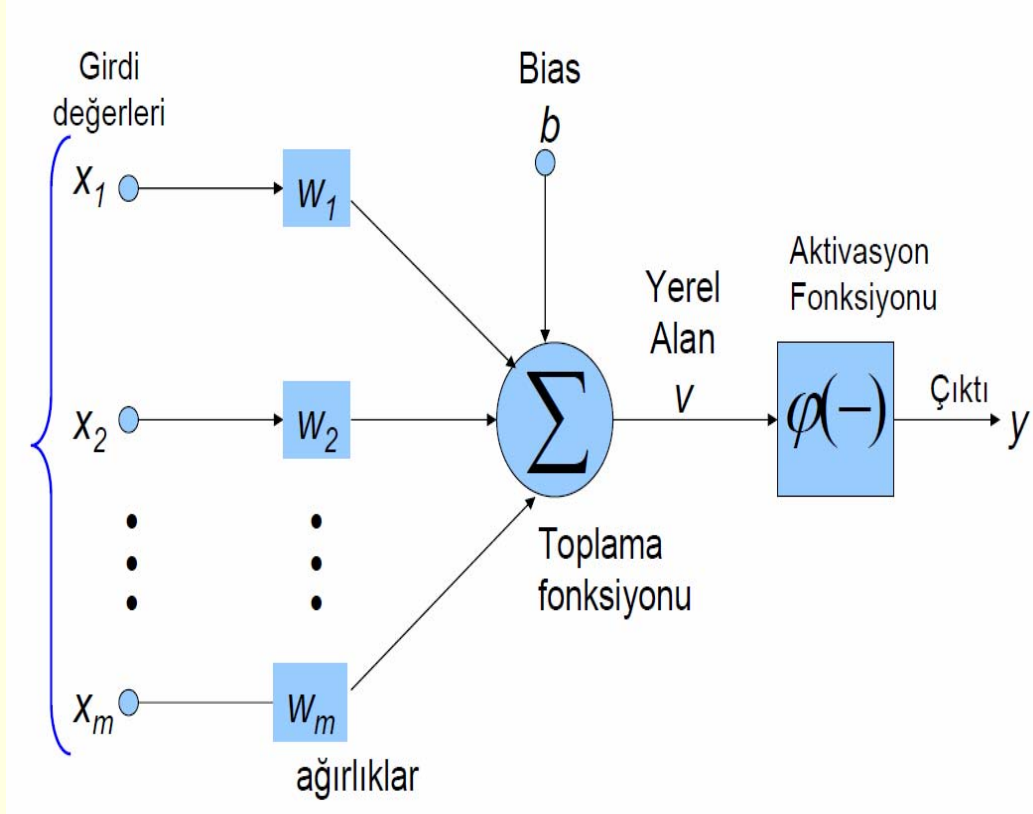 Girdi
değerleri
Bias
b
x1
w1
Aktivasyon
Fonksiyonu
Yerel
Alan
v
x2
w2
∑
φ(−)
Çıktı
y
Toplama
fonksiyonu
xm
wm
ağırlıklar